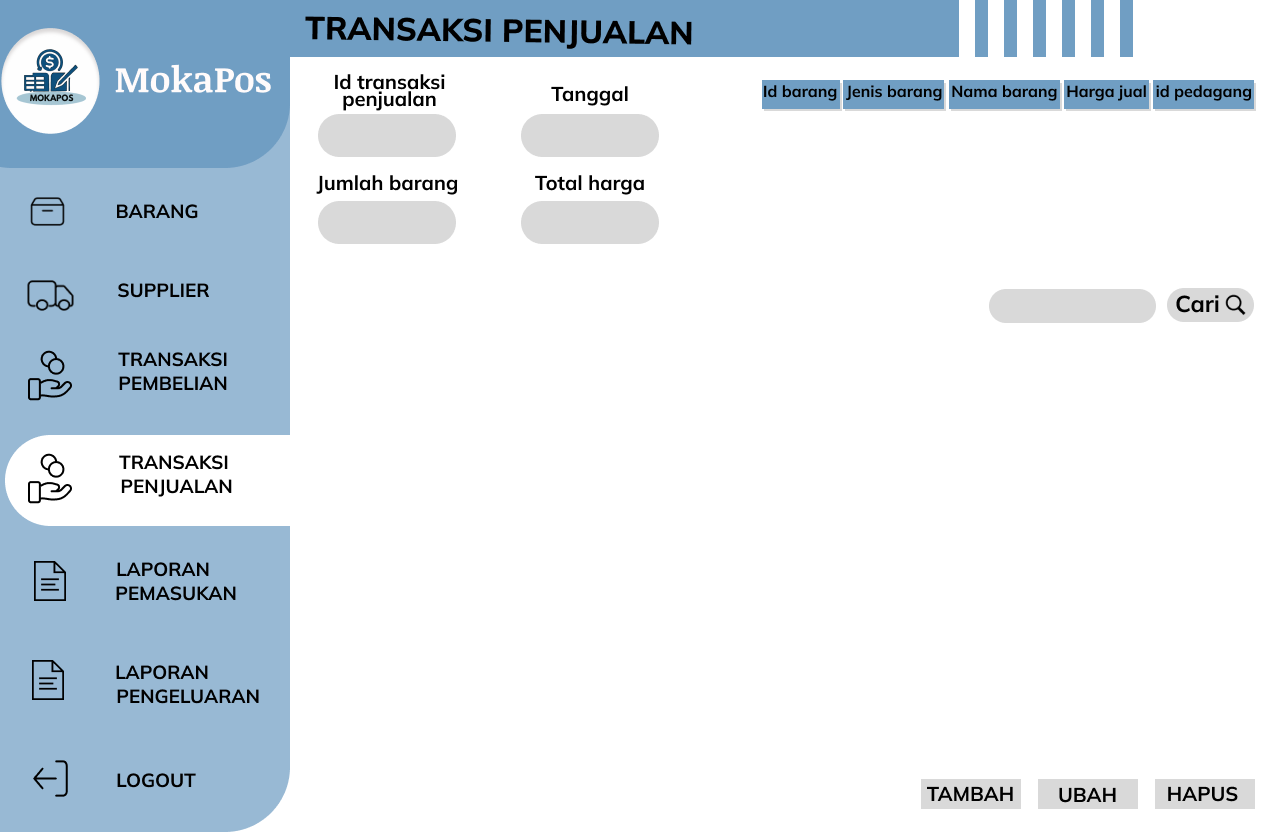 MOKAPOS
MokaPos
BARANG
SUPPLIER
TRANSAKSI
PEMBELIAN
TRANSAKSI
PENJUALAN
LAPORAN
PEMASUKAN
LAPORAN
PENGELUARAN
LOGOUT
TRANSAKSI PENJUALAN
Id transaksi
penjualan
Tanggal
Jumlah barang
Total harga
Id barang Jenis barang Nama barang Harga jual id pedagang
Cari
TAMBAH UBAH HAPUS